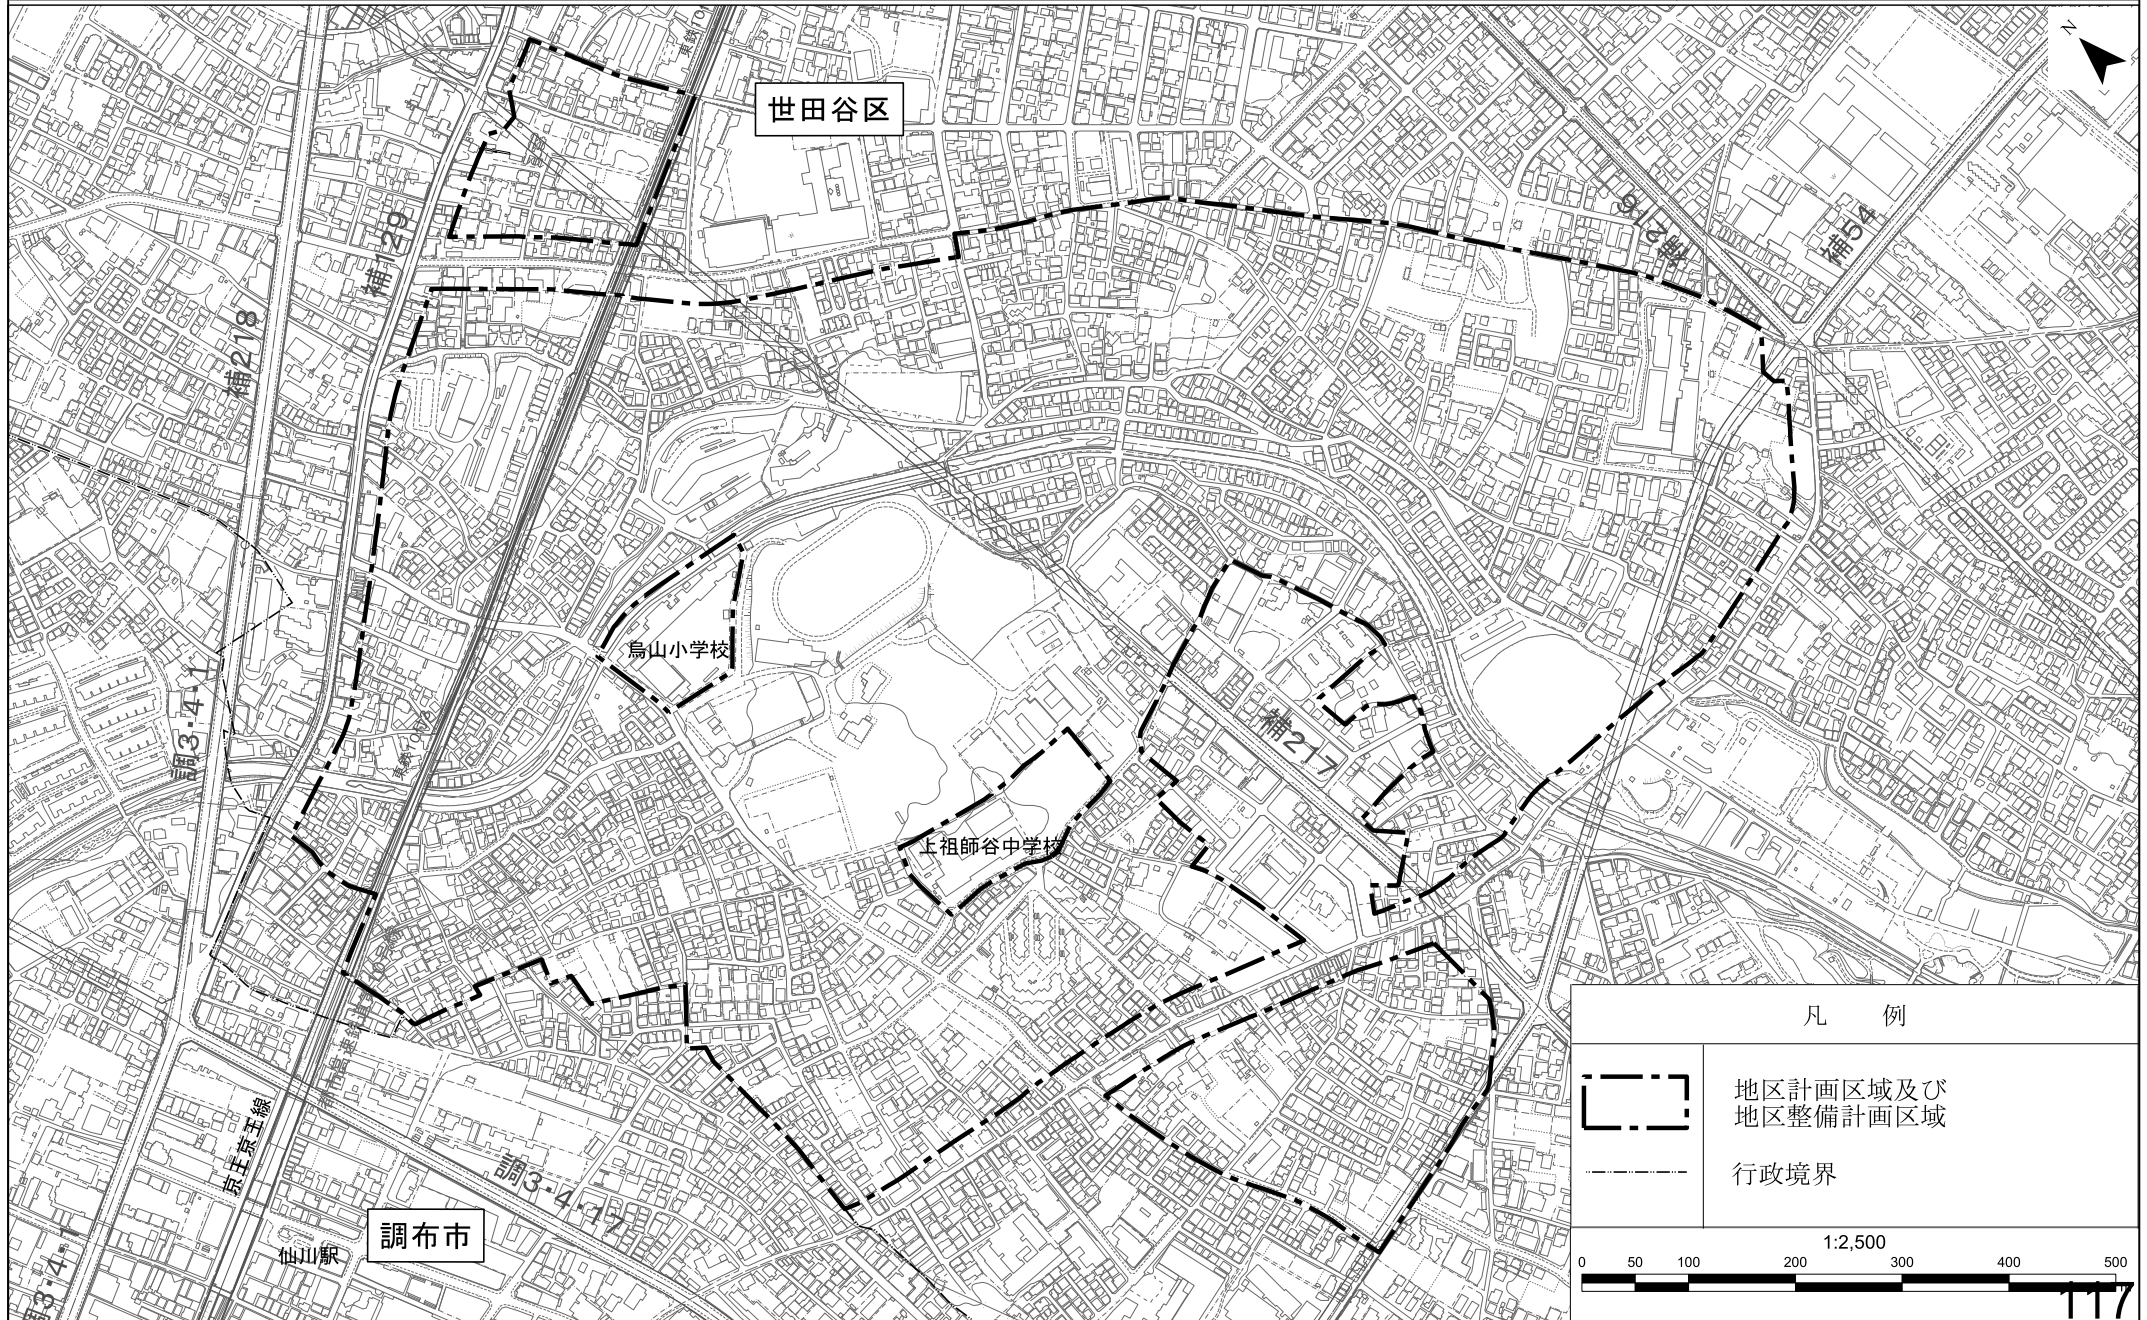 N
世田谷区
補129
補216
補54
補218
烏山小学校
調3・4・1
補217
上祖師谷中学校
京王京王線
調3・4・17
調布市
仙川駅
凡 例
地区計画区域及び
地区整備計画区域
行政境界
1:2,500
0 50 100 200 300 400 500
117